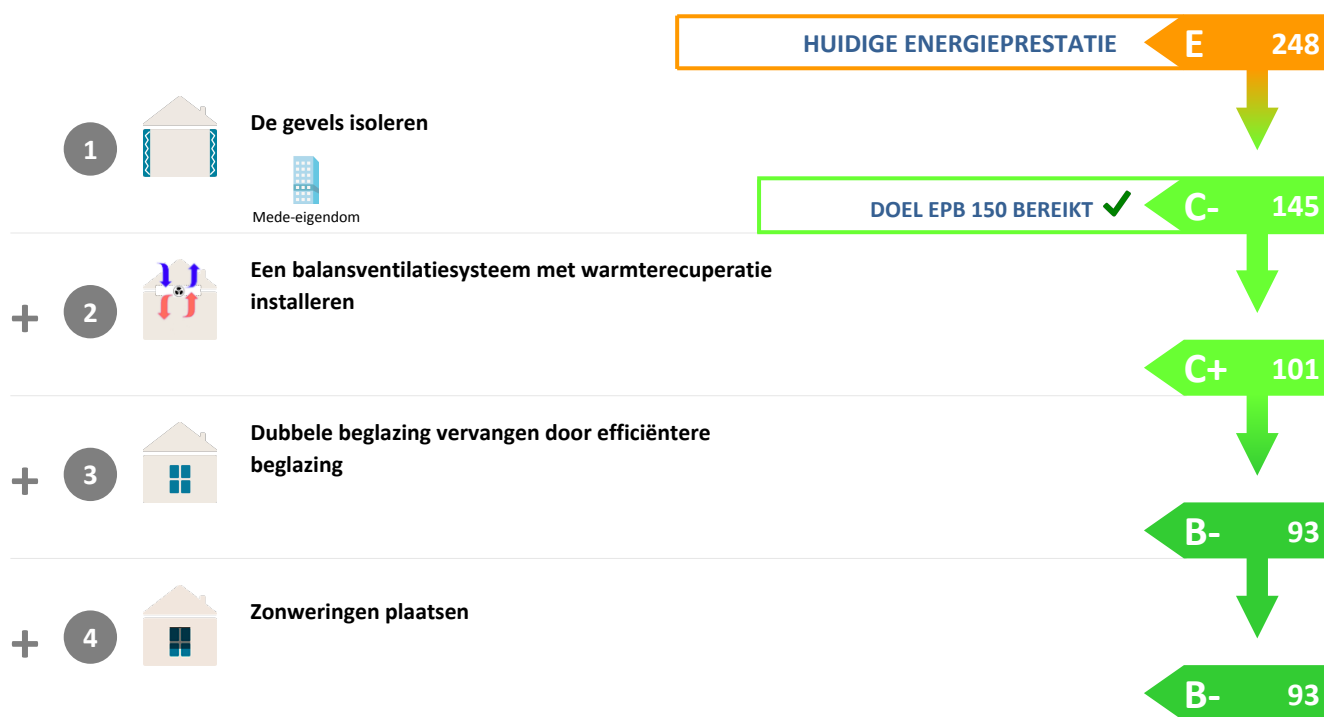 HUIDIGE ENERGIEPRESTATIE E 248
1 De gevels isoleren
Mede-eigendom
DOEL EPB 150 BEREIKT ✔ C- 145
+ 2 Een balansventilatiesysteem met warmterecuperatie
installeren
C+ 101
+ 3 Dubbele beglazing vervangen door efficiëntere
beglazing
B- 93
+ 4 Zonweringen plaatsen
B- 93